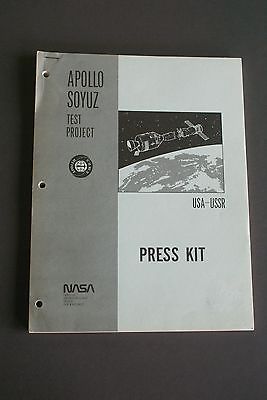 APOLLO
SOYUZ
TEST
PROJECT
USA-USSR
PRESS KIT
NASA